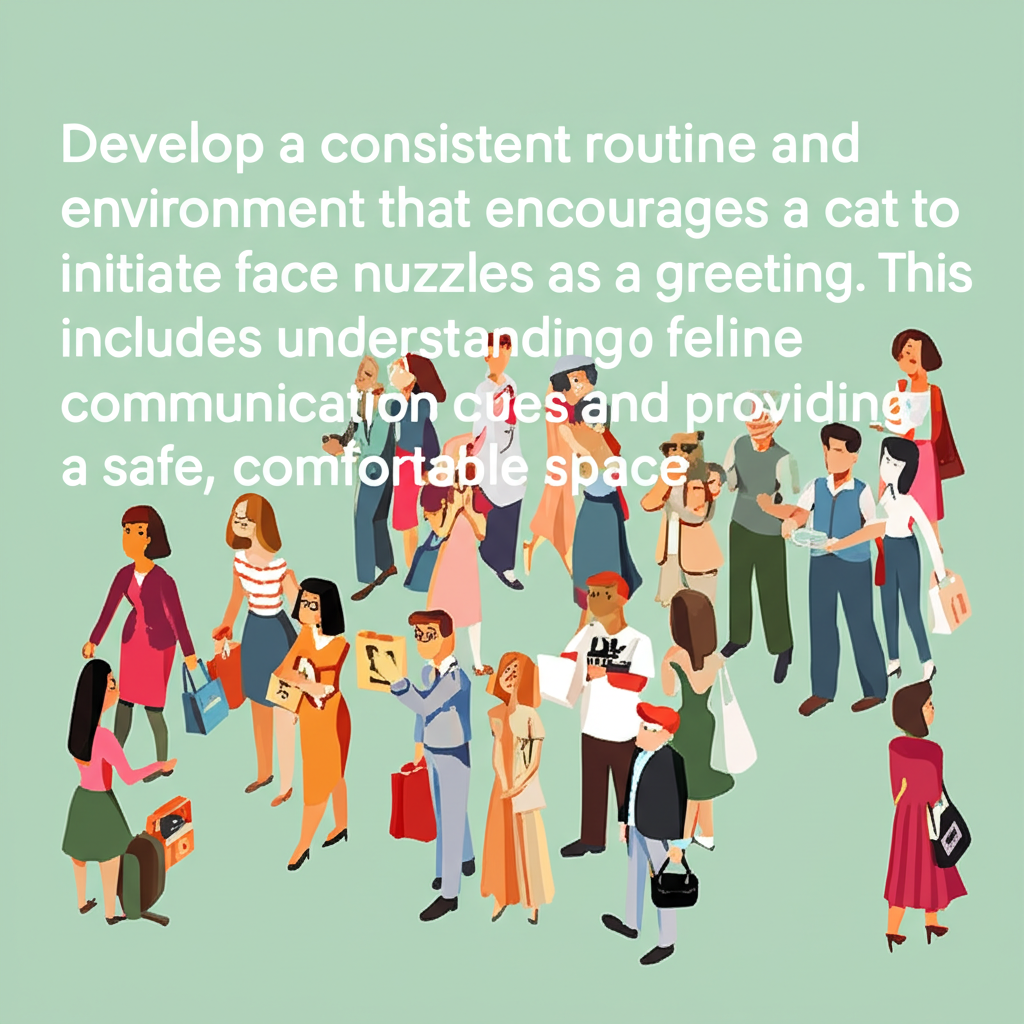 Develop a consistent routine and
environment that encourages a cat to
initiate face nuzzles as a greeting. This
includes understandingo feline
communication cues and providing
a safe, comfortable space